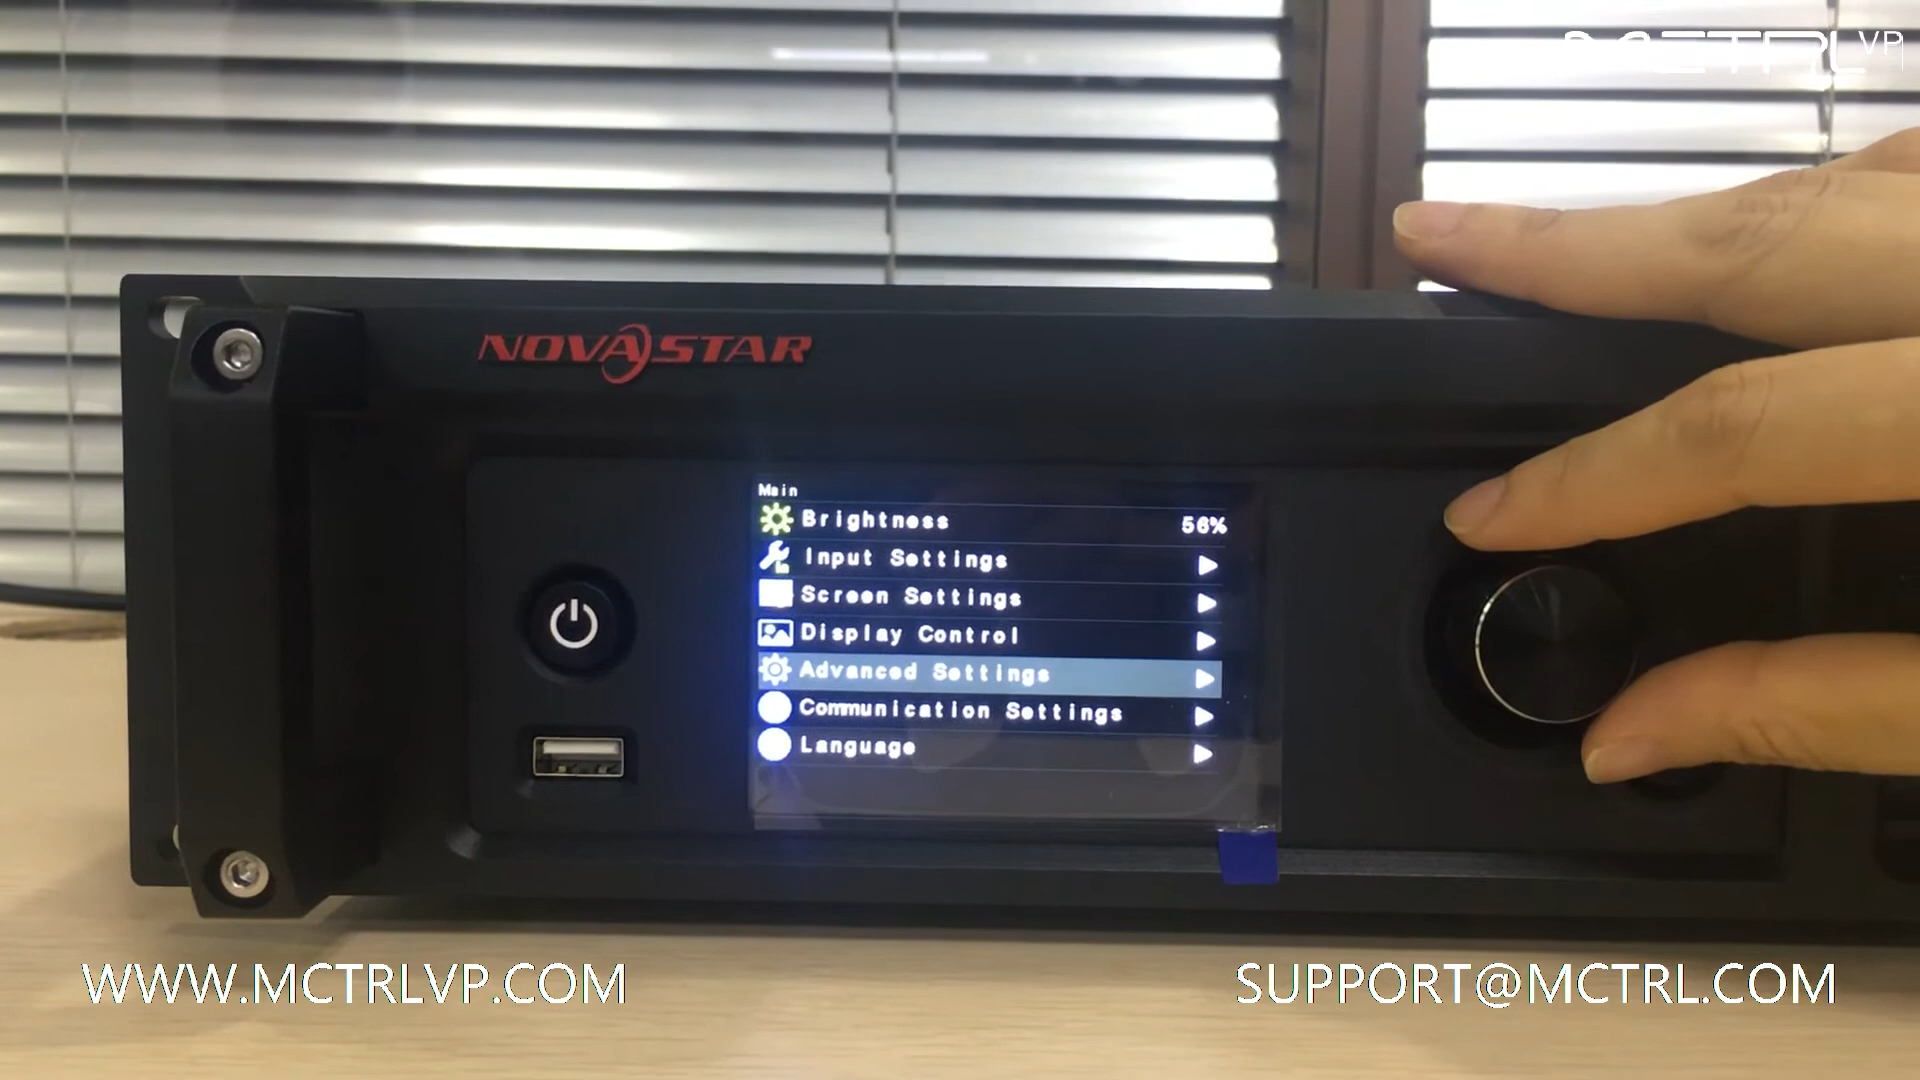 NOVASTAR
Main
Brightness 56%
Input Settings
Screen Settings
Display Control
Advanced Settings
Communication Settings
Language
WWW.MCTRLVP.COM
SUPPORT@MCTRL.COM